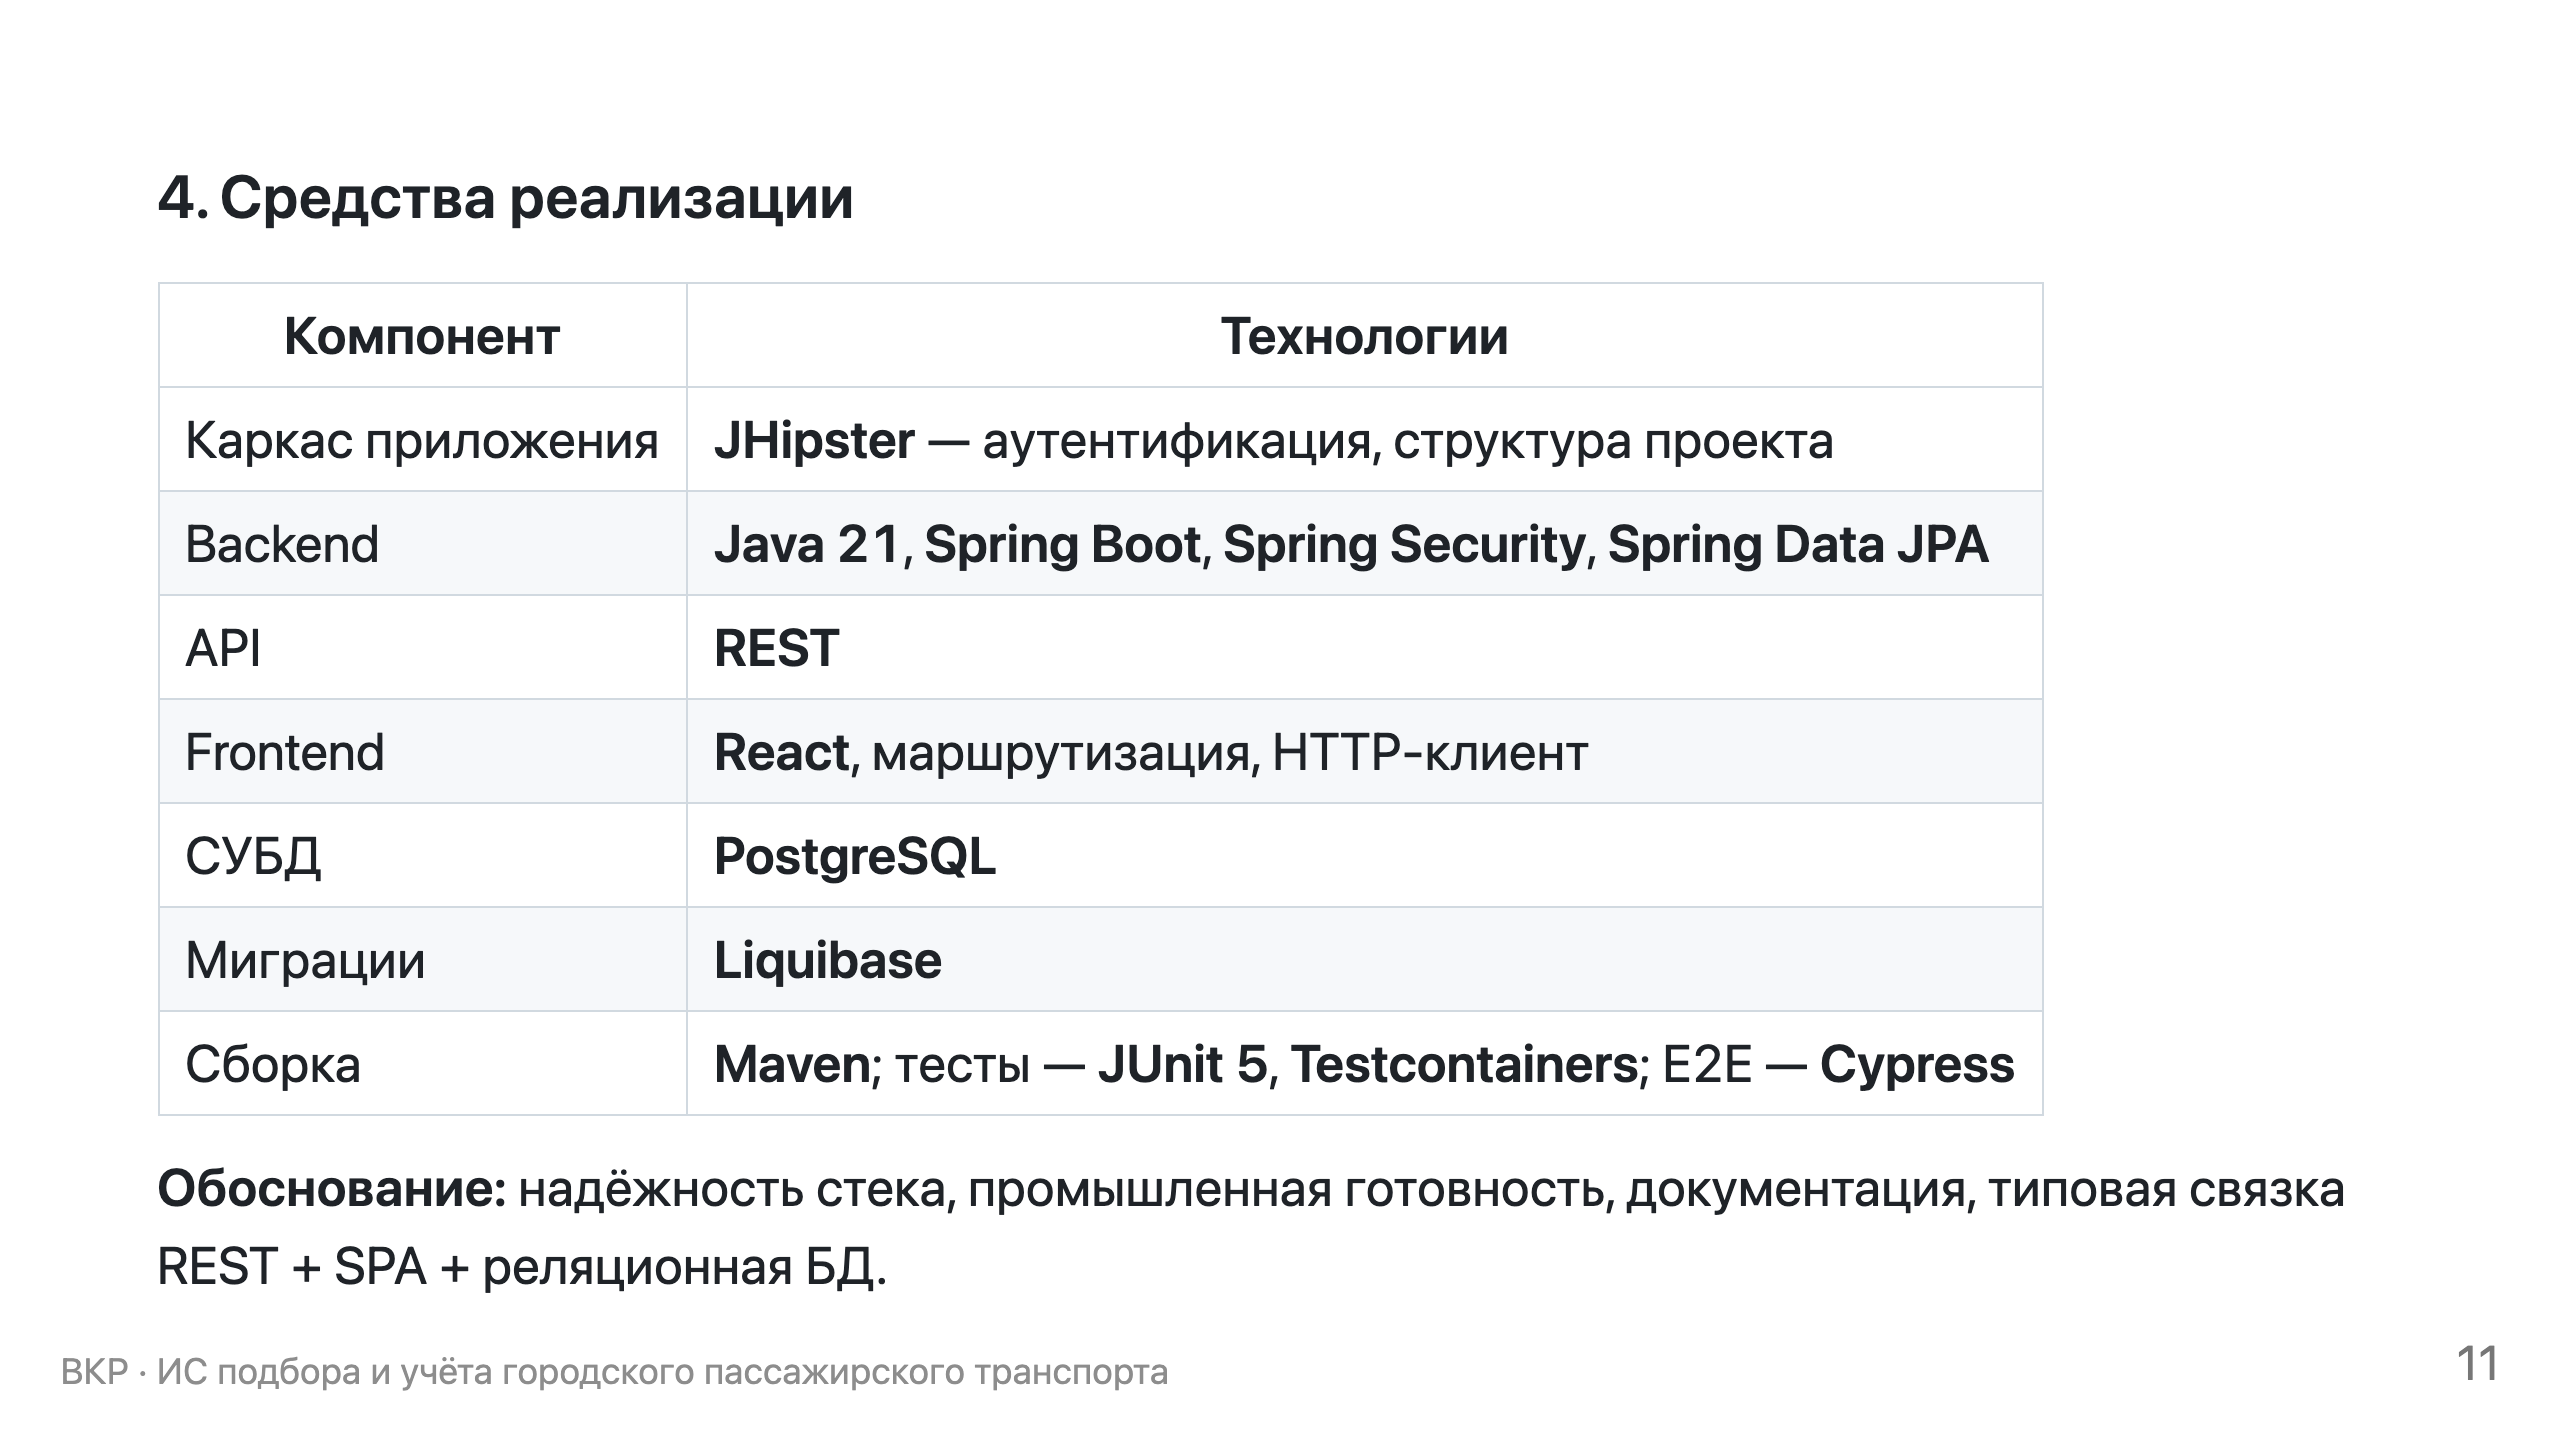 4. Средства реализации
Компонент Технологии
Каркас приложения JHipster — аутентификация, структура проекта
Backend Java 21, Spring Boot, Spring Security, Spring Data JPA
API REST
Frontend React, маршрутизация, HTTP-клиент
СУБД PostgreSQL
Миграции Liquibase
Сборка Maven; тесты — JUnit 5, Testcontainers; E2E — Cypress
Обоснование: надёжность стека, промышленная готовность, документация, типовая связка
REST + SPA + реляционная БД.
ВКР · ИС подбора и учёта городского пассажирского транспорта
11